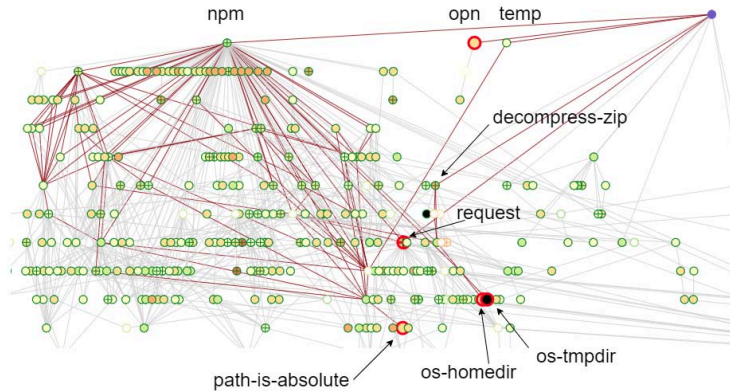 npm opn temp
decompress-zip
request
os-tmpdir
os-homedir
path-is-absolute